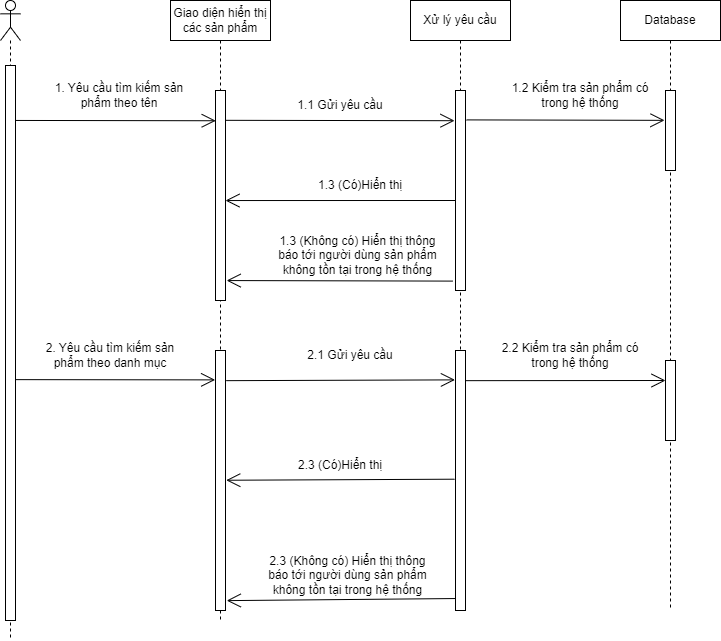 Giao diện hiển thị
các sản phẩm
Xử lý yêu cầu
Database
1. Yêu cầu tìm kiếm sản
phẩm theo tên
1.1 Gửi yêu cầu
1.2 Kiểm tra sản phẩm có
trong hệ thống
1.3 (Có)Hiển thị
1.3 (Không có) Hiển thị thông
báo tới người dùng sản phẩm
không tồn tại trong hệ thống
2. Yêu cầu tìm kiếm sản
phẩm theo danh mục
2.1 Gửi yêu cầu
2.2 Kiểm tra sản phẩm có
trong hệ thống
2.3 (Có)Hiển thị
2.3 (Không có) Hiển thị thông
báo tới người dùng sản phẩm
không tồn tại trong hệ thống